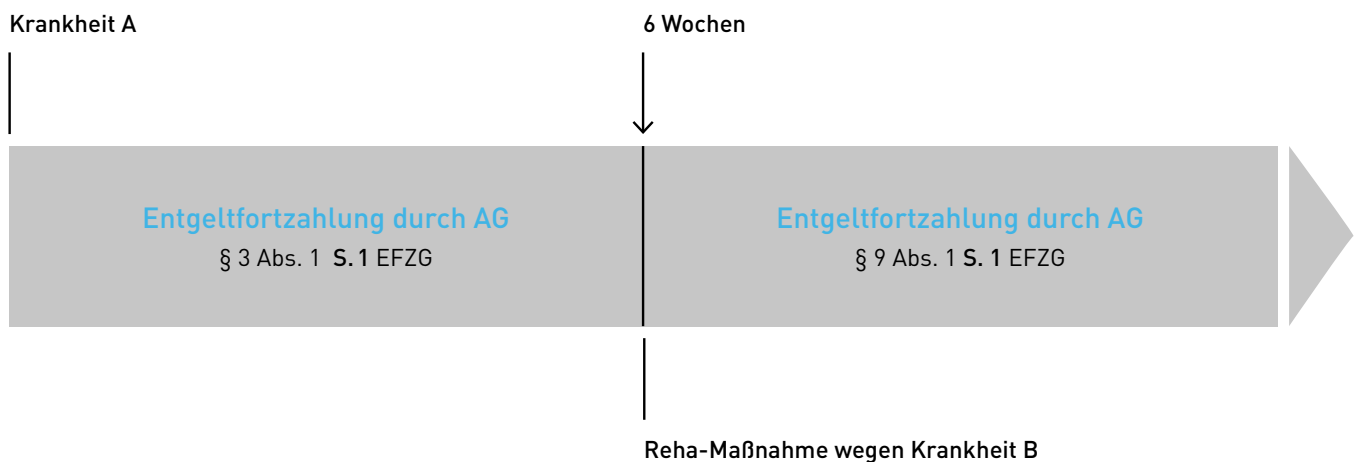 Krankheit A
6 Wochen
Entgeltfortzahlung durch AG
§ 3 Abs. 1 S. 1 EFZG
Entgeltfortzahlung durch AG
§ 9 Abs. 1 S. 1 EFZG
Reha-Maßnahme wegen Krankheit B